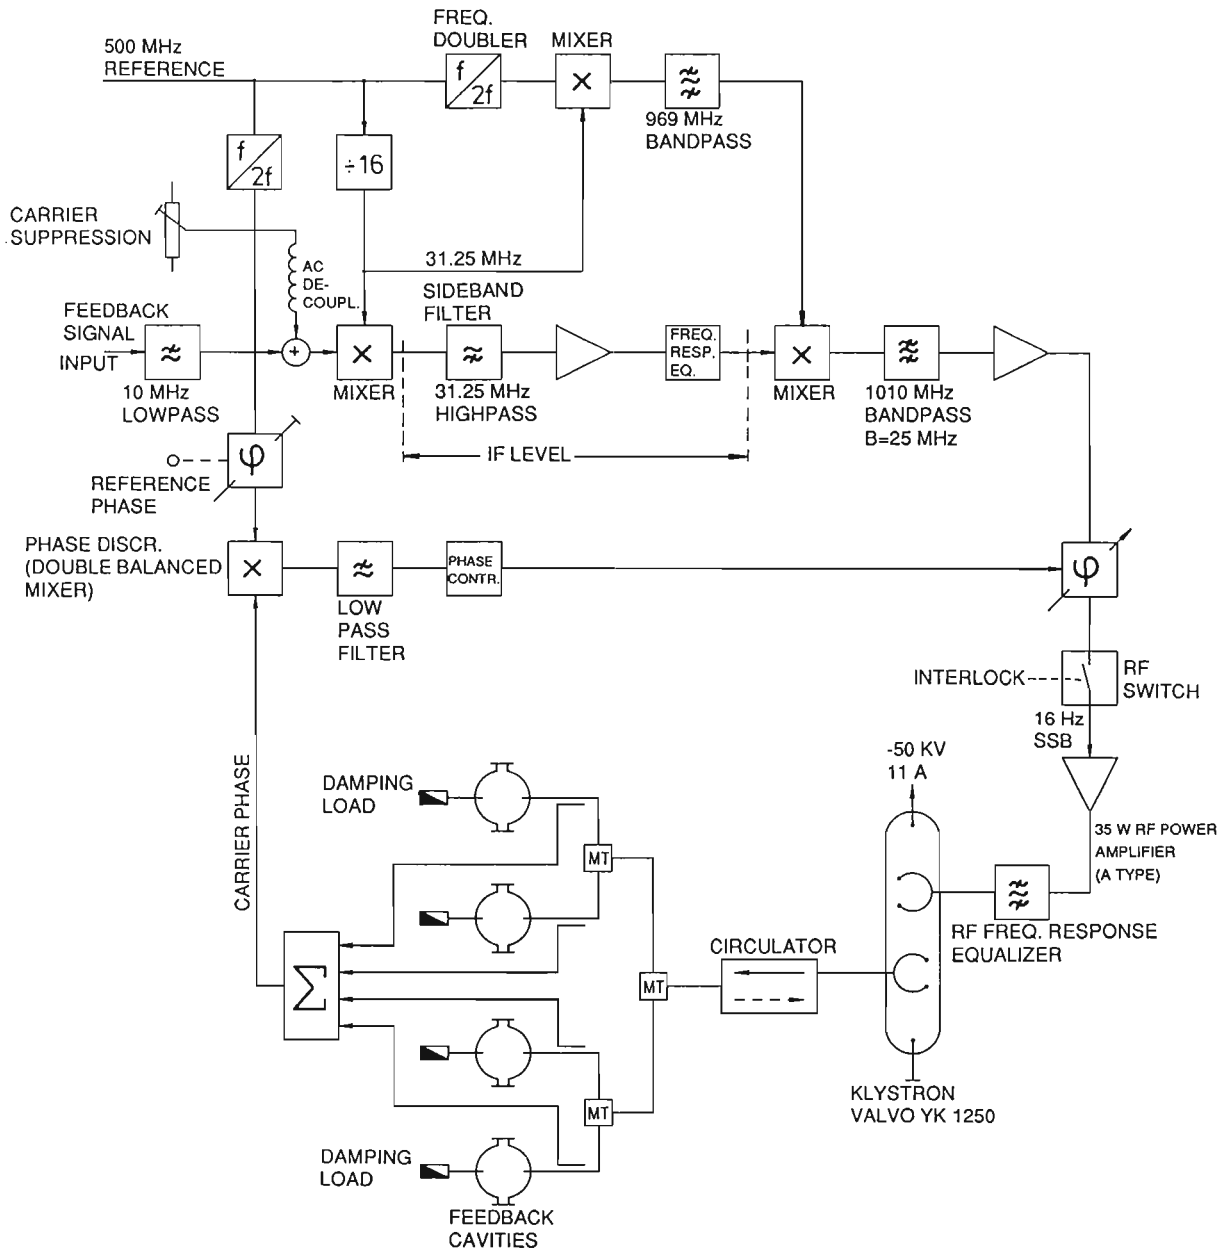 500 MHz
REFERENCE
FREQ.
DOUBLER
MIXER
f
2f
×
969 MHz
BANDPASS
f
2f
÷16
CARRIER
SUPPRESSION
AC
DE-
COUPL.
31.25 MHz
SIDEBAND
FILTER
FEEDBACK
SIGNAL
INPUT
10 MHz
LOWPASS
+
×
MIXER
31.25 MHz
HIGHPASS
FREQ.
RESP.
EQ.
×
MIXER
1010 MHz
BANDPASS
B=25 MHz
IF LEVEL
φ
REFERENCE
PHASE
PHASE DISCR.
(DOUBLE BALANCED
MIXER)
×
LOW
PASS
FILTER
PHASE
CONTR.
φ
INTERLOCK
RF
SWITCH
16 Hz
SSB
-50 KV
11 A
35 W RF POWER
AMPLIFIER
(A TYPE)
RF FREQ. RESPONSE
EQUALIZER
CARRIER PHASE
DAMPING
LOAD
MT
CIRCULATOR
MT
Σ
MT
KLYSTRON
VALVO YK 1250
DAMPING
LOAD
FEEDBACK
CAVITIES